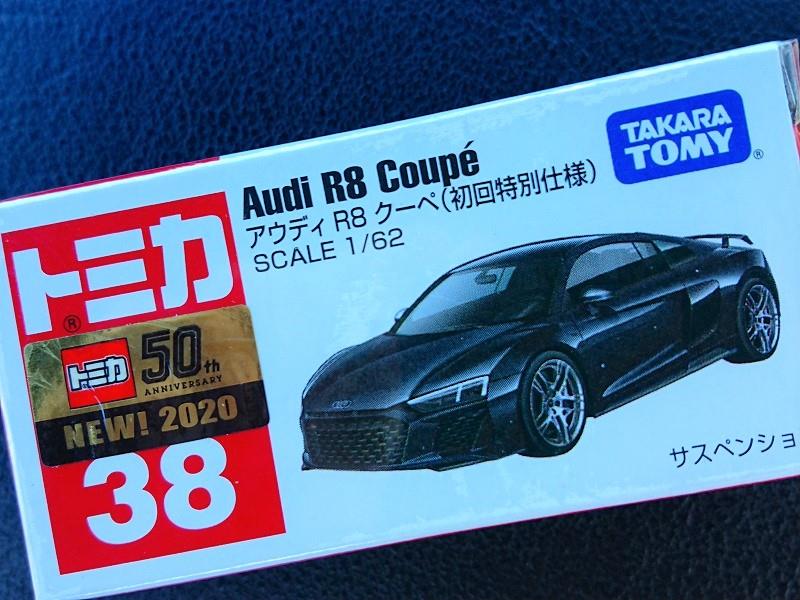 Audi R8 Coupé
アウディ R8 クーペ(初回特別仕様)
SCALE 1/62
TAKARA
TOMY
®
トミカ
®
トミカ
50th
ANNIVERSARY
NEW! 2020
38
サスペンショ